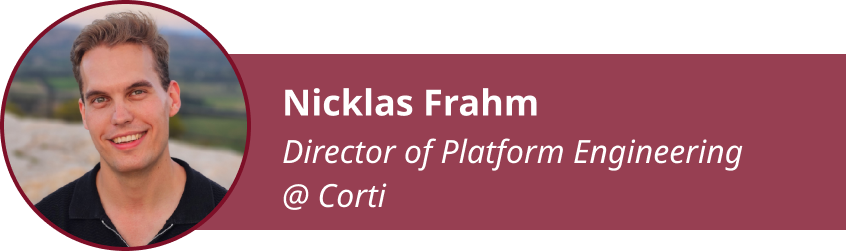 Nicklas Frahm
Director of Platform Engineering
@ Corti